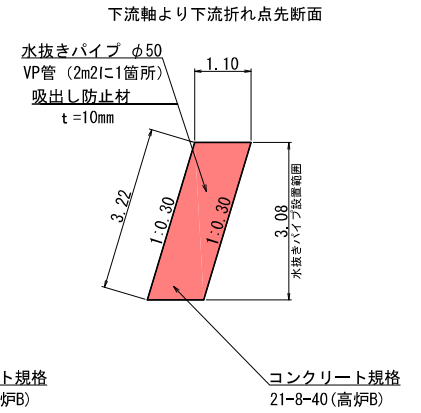 下流軸より下流折れ点先断面
水抜きパイプ φ50
VP管 (2m2に1箇所)
吸出し防止材
t=10mm
1.10
3.22
1:0.30
1:0.30
3.08
水抜きパイプ設置範囲
ト規格
炉B)
コンクリート規格
21-8-40(高炉B)